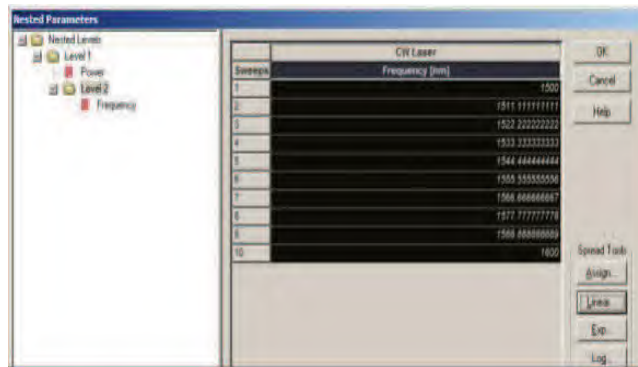 Nested Parameters
Nested Levels
Level 1
Power
Level 2
Frequency
CW Laser
Sweeps
Frequency [nm]
1 1500
2 1511.111111111
3 1522.222222222
4 1533.333333333
5 1544.444444444
6 1555.555555556
7 1566.666666667
8 1577.777777778
9 1588.888888889
10 1600
OK
Cancel
Help
Spread Tools
Assign...
Linear
Exp...
Log...